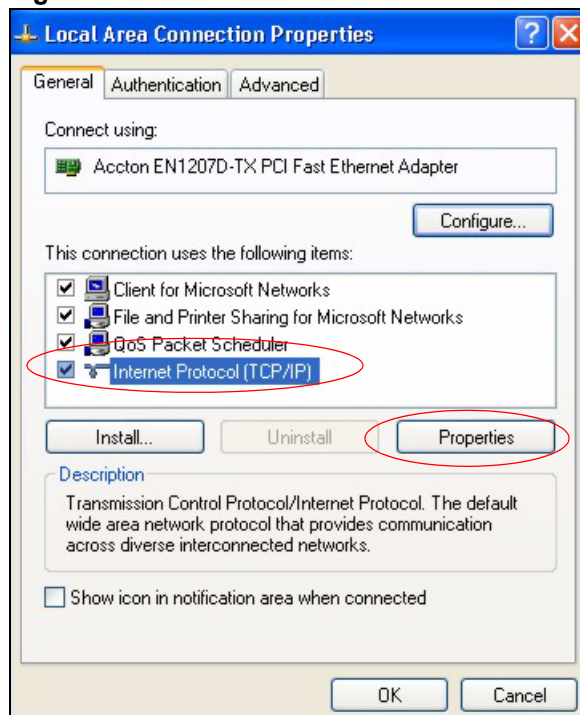 Local Area Connection Properties
General Authentication Advanced
Connect using:
Accton EN1207D-TX PCI Fast Ethernet Adapter
Configure...
This connection uses the following items:
Client for Microsoft Networks
File and Printer Sharing for Microsoft Networks
QoS Packet Scheduler
Internet Protocol (TCP/IP)
Install... Uninstall Properties
Description
Transmission Control Protocol/Internet Protocol. The default
wide area network protocol that provides communication
across diverse interconnected networks.
Show icon in notification area when connected
OK Cancel